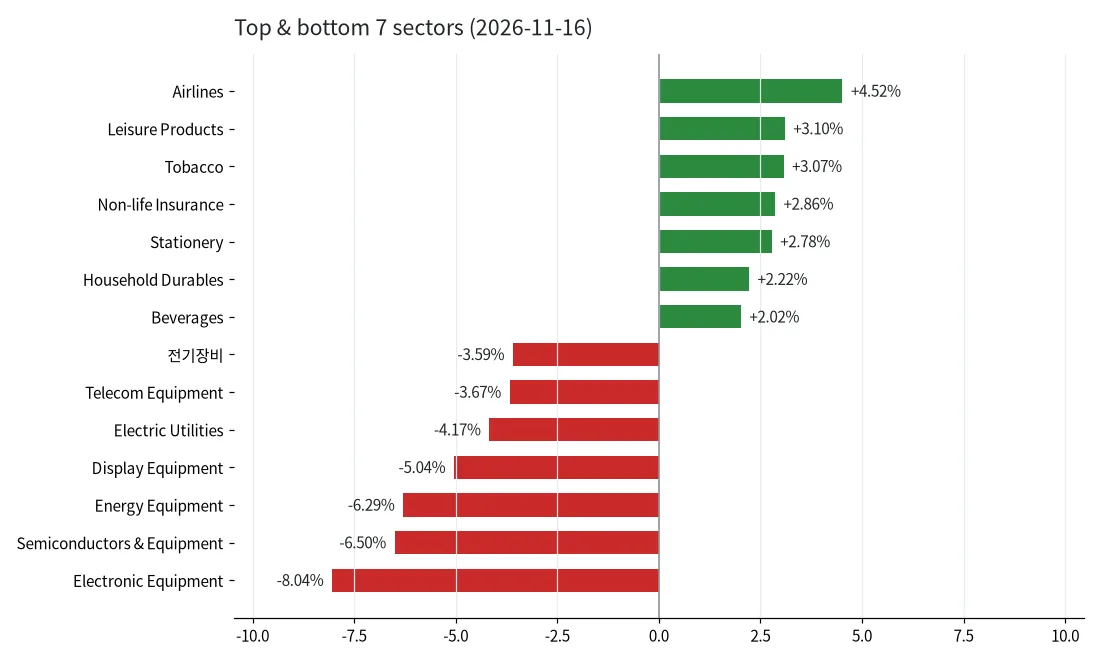 Top & bottom 7 sectors (2026-11-16)
Airlines +4.52%
Leisure Products +3.10%
Tobacco +3.07%
Non-life Insurance +2.86%
Stationery +2.78%
Household Durables +2.22%
Beverages +2.02%
전기장비 -3.59%
Telecom Equipment -3.67%
Electric Utilities -4.17%
Display Equipment -5.04%
Energy Equipment -6.29%
Semiconductors & Equipment -6.50%
Electronic Equipment -8.04%
-10.0 -7.5 -5.0 -2.5 0.0 2.5 5.0 7.5 10.0